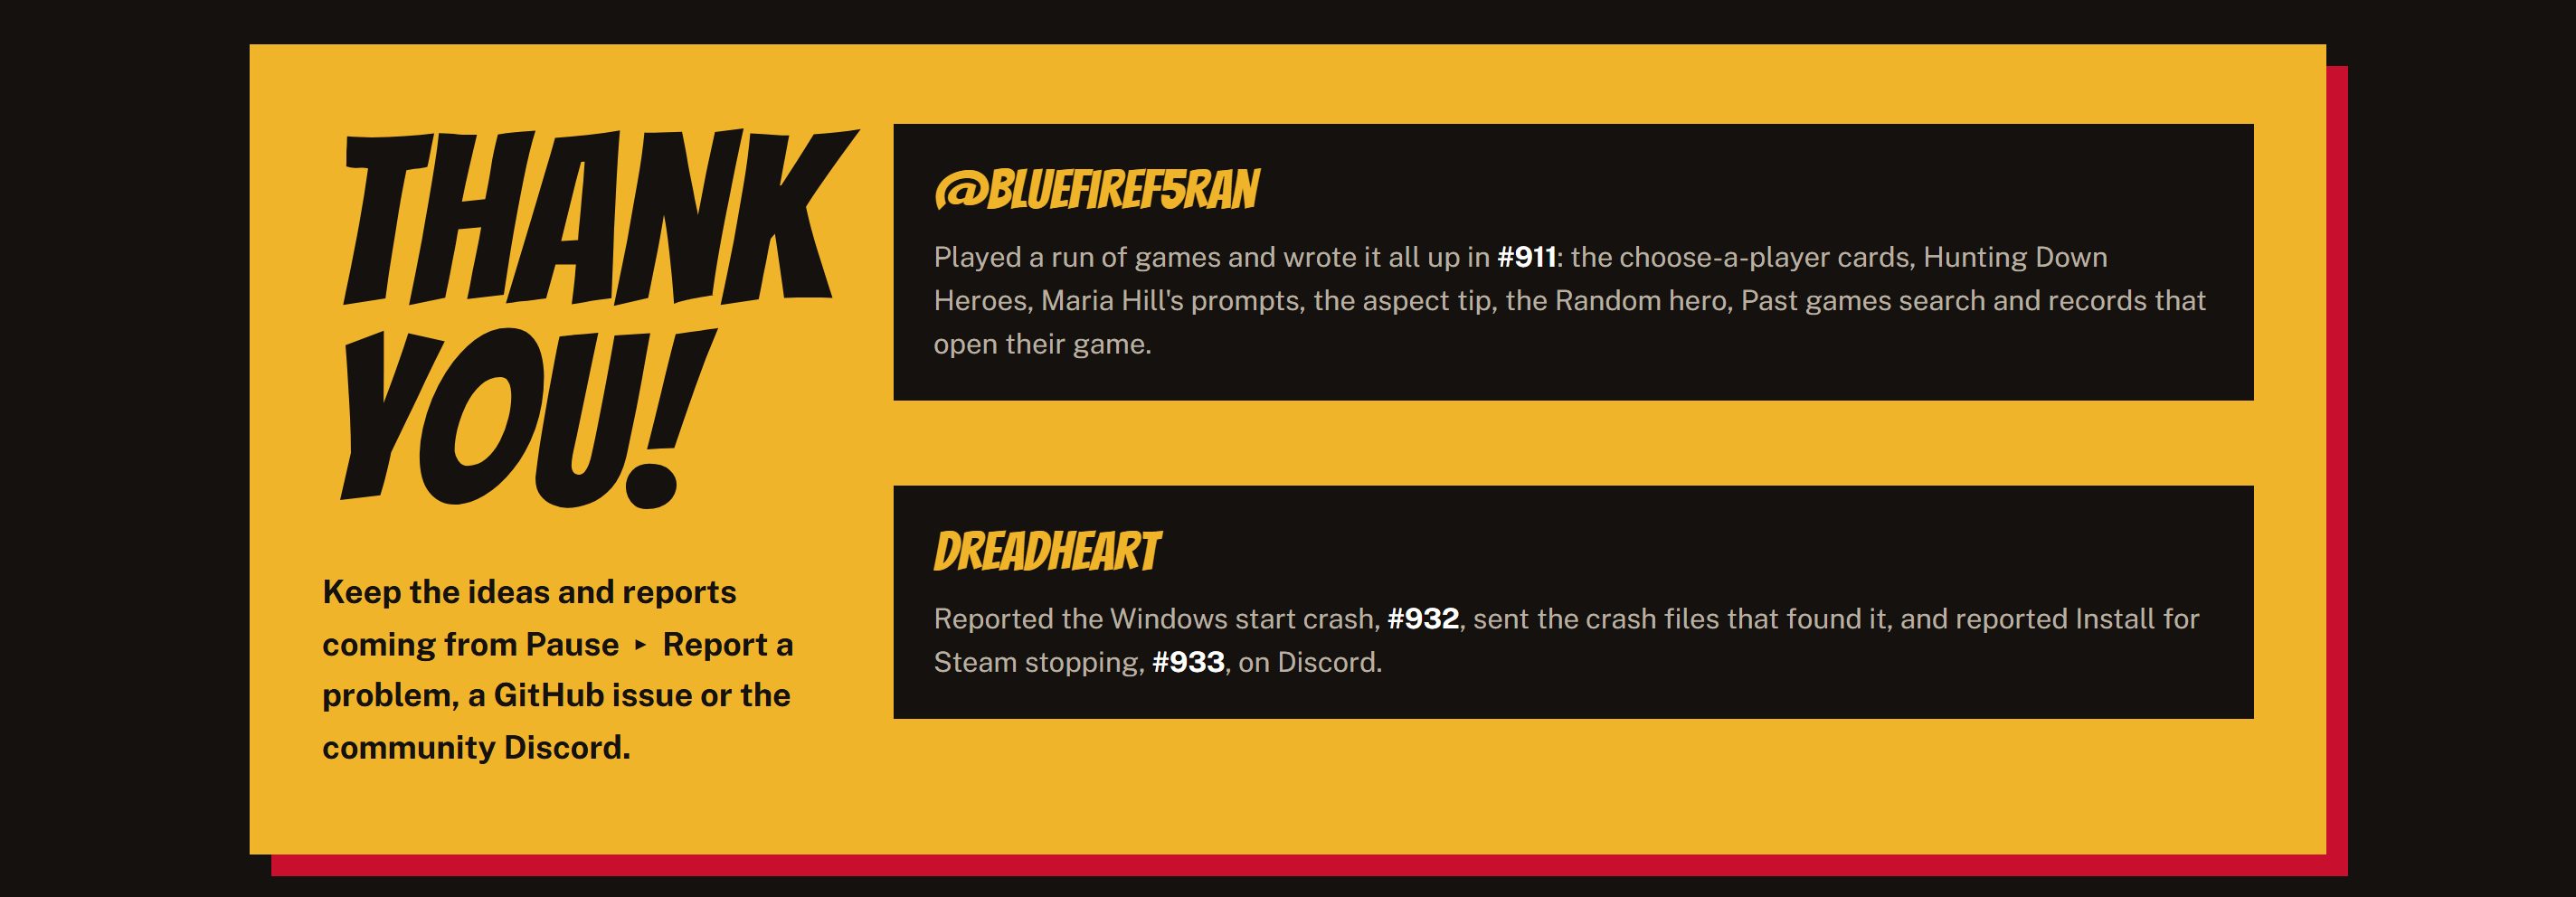 THANK
YOU!
Keep the ideas and reports
coming from Pause ▸ Report a
problem, a GitHub issue or the
community Discord.
@BLUEFIREF5RAN
Played a run of games and wrote it all up in #911: the choose-a-player cards, Hunting Down
Heroes, Maria Hill's prompts, the aspect tip, the Random hero, Past games search and records that
open their game.
DREADHEART
Reported the Windows start crash, #932, sent the crash files that found it, and reported Install for
Steam stopping, #933, on Discord.